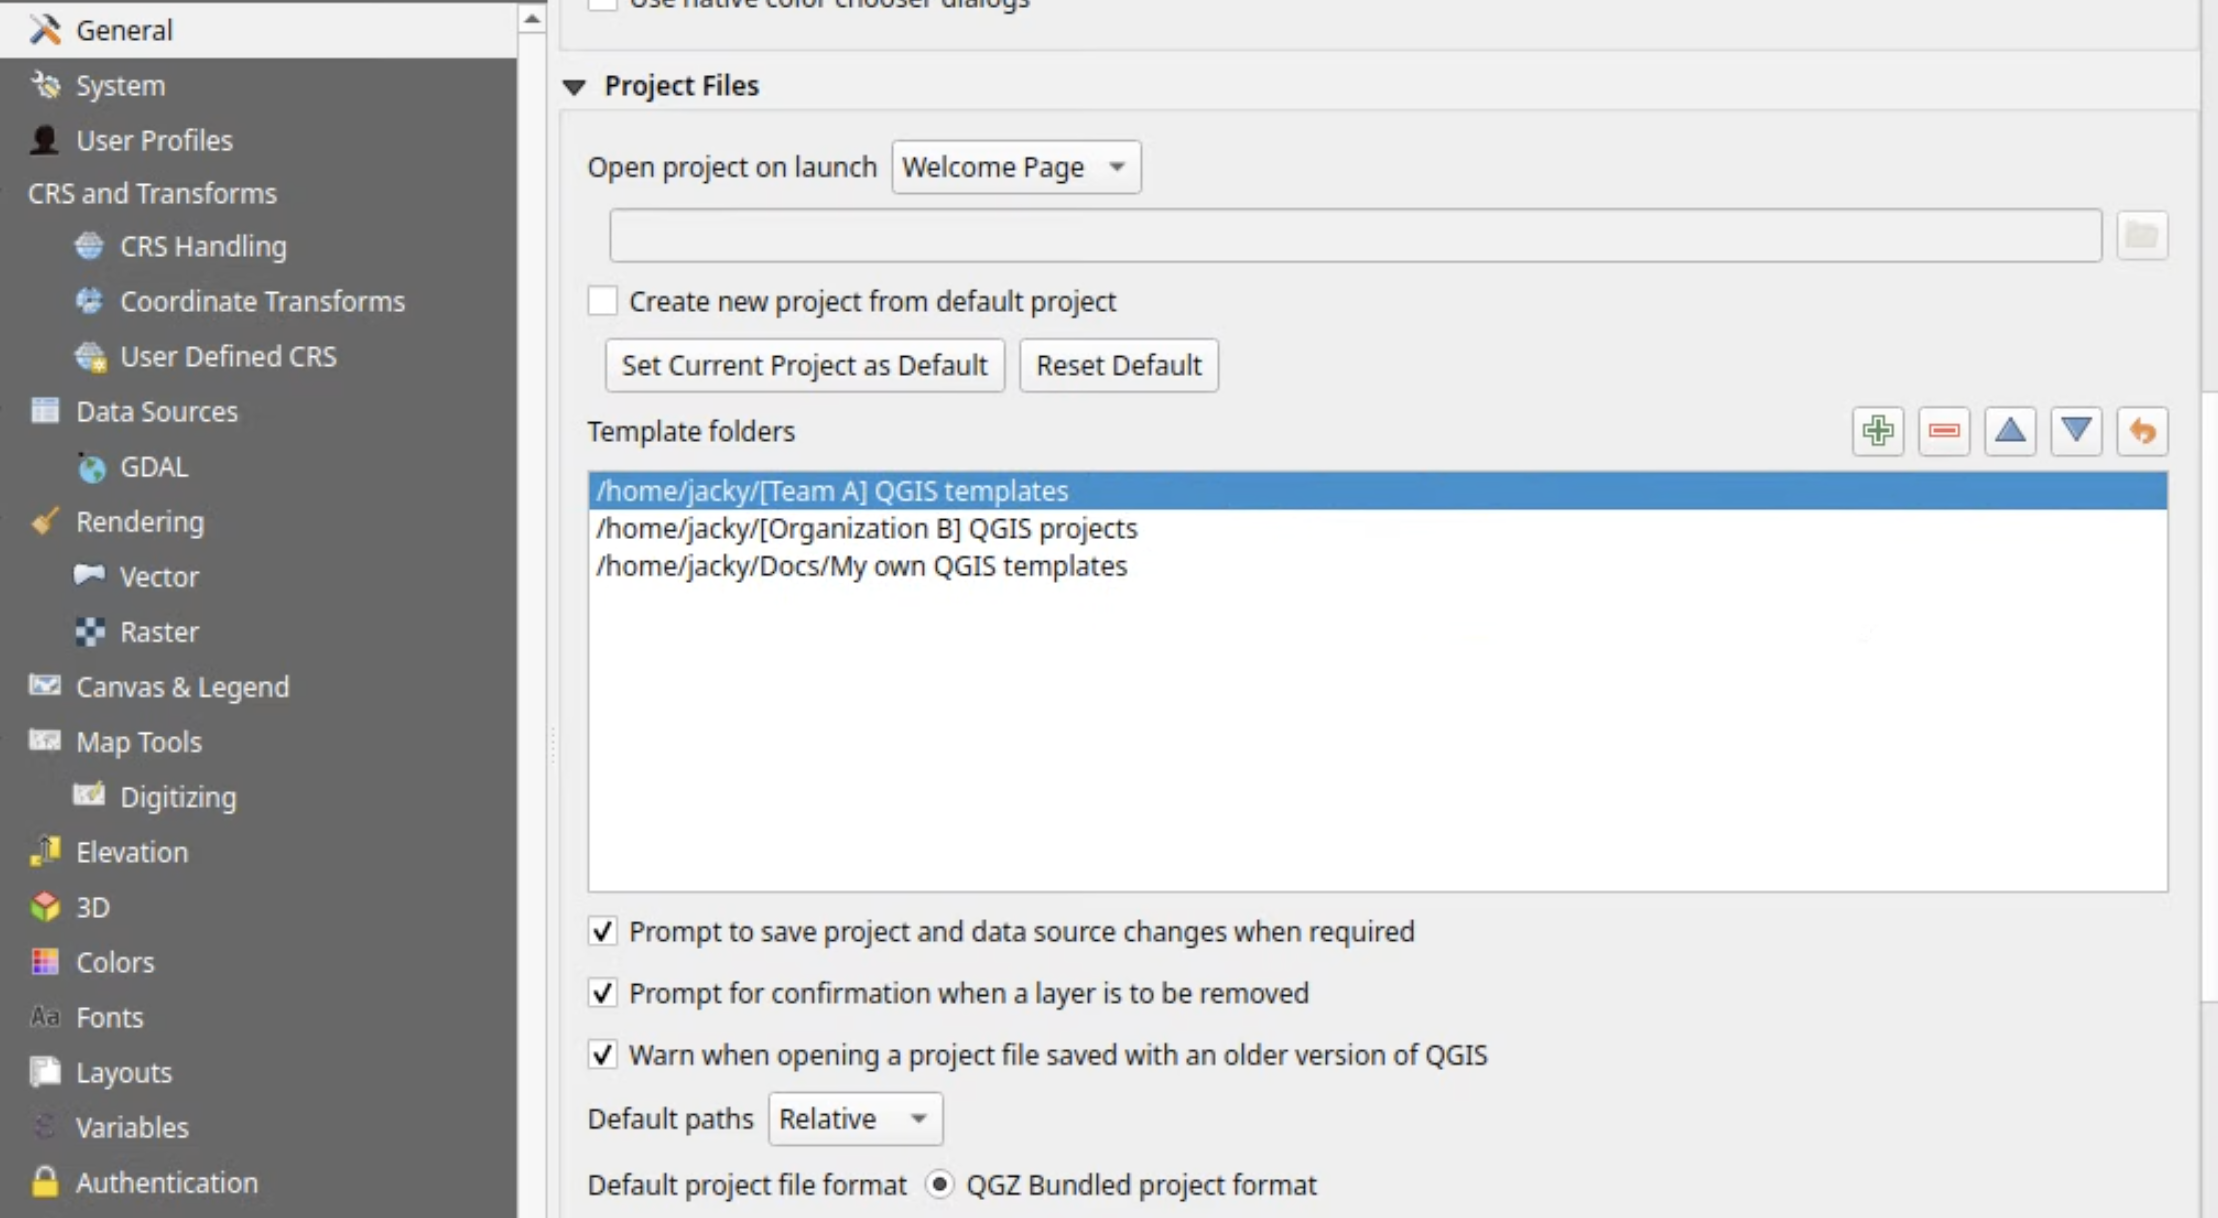 General
System
User Profiles
CRS and Transforms
CRS Handling
Coordinate Transforms
User Defined CRS
Data Sources
GDAL
Rendering
Vector
Raster
Canvas & Legend
Map Tools
Digitizing
Elevation
3D
Colors
Aa Fonts
Layouts
ε Variables
Authentication
Use native color chooser dialogs
Project Files
Open project on launch Welcome Page
Create new project from default project
Set Current Project as Default Reset Default
Template folders
/home/jacky/[Team A] QGIS templates
/home/jacky/[Organization B] QGIS projects
/home/jacky/Docs/My own QGIS templates
Prompt to save project and data source changes when required
Prompt for confirmation when a layer is to be removed
Warn when opening a project file saved with an older version of QGIS
Default paths Relative
Default project file format QGZ Bundled project format